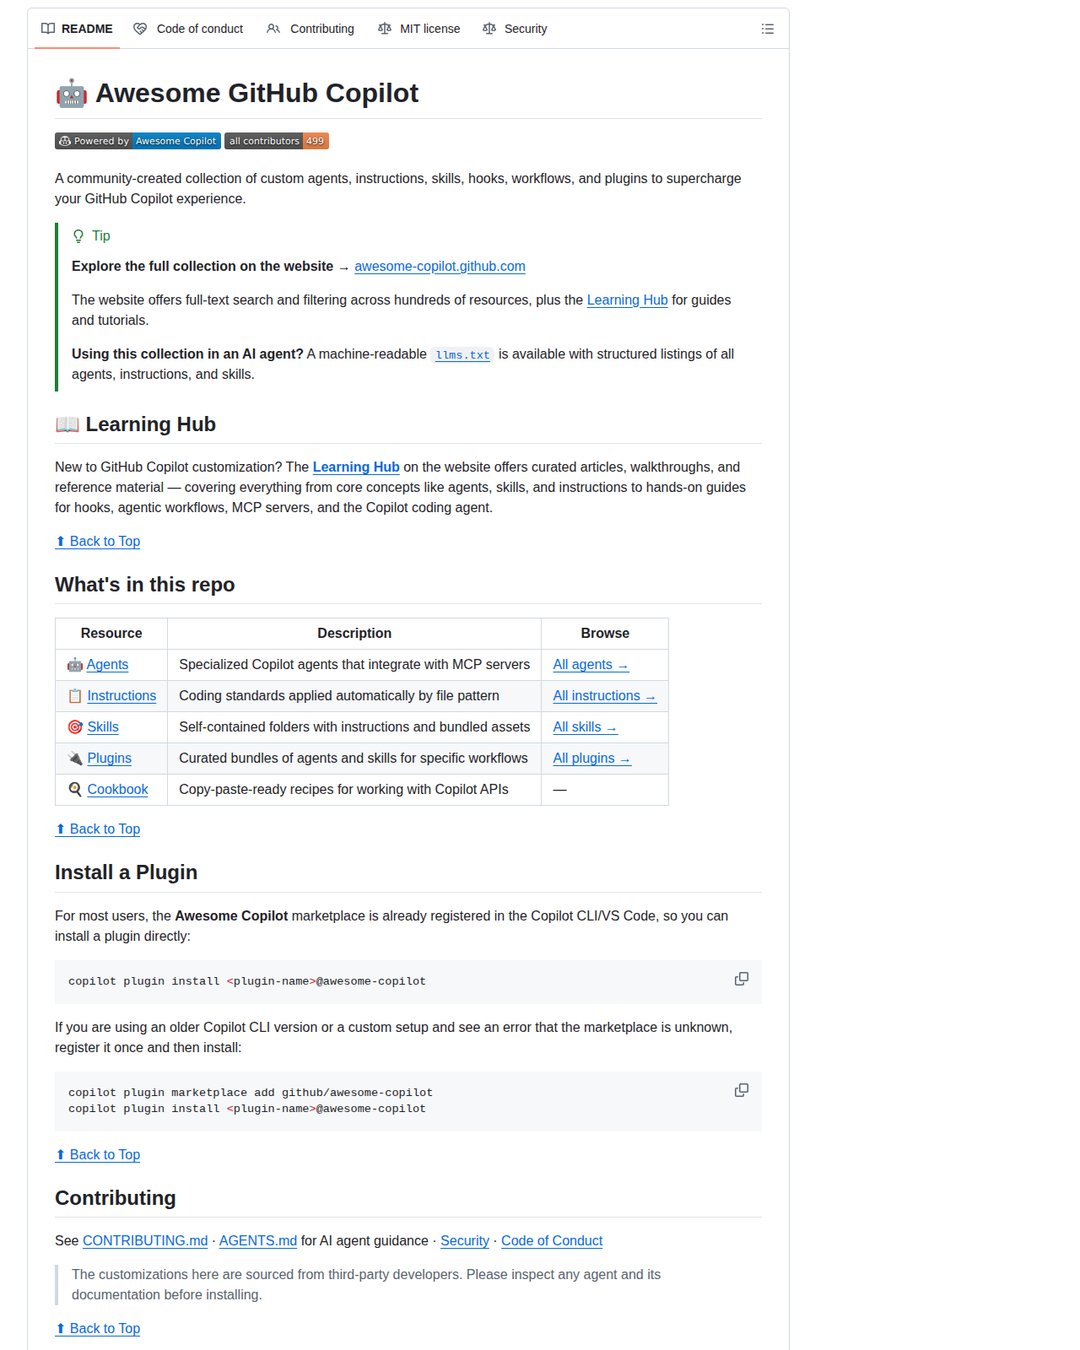 README
Code of conduct
Contributing
MIT license
Security
🤖 Awesome GitHub Copilot
Powered by Awesome Copilot
all contributors 499
A community-created collection of custom agents, instructions, skills, hooks, workflows, and plugins to supercharge
your GitHub Copilot experience.
Tip
Explore the full collection on the website → awesome-copilot.github.com
The website offers full-text search and filtering across hundreds of resources, plus the Learning Hub for guides
and tutorials.
Using this collection in an AI agent? A machine-readable llms.txt is available with structured listings of all
agents, instructions, and skills.
📖 Learning Hub
New to GitHub Copilot customization? The Learning Hub on the website offers curated articles, walkthroughs, and
reference material — covering everything from core concepts like agents, skills, and instructions to hands-on guides
for hooks, agentic workflows, MCP servers, and the Copilot coding agent.
⬆ Back to Top
What's in this repo
Resource Description Browse
🤖 Agents Specialized Copilot agents that integrate with MCP servers All agents →
📋 Instructions Coding standards applied automatically by file pattern All instructions →
🎯 Skills Self-contained folders with instructions and bundled assets All skills →
🔌 Plugins Curated bundles of agents and skills for specific workflows All plugins →
🍳 Cookbook Copy-paste-ready recipes for working with Copilot APIs —
⬆ Back to Top
Install a Plugin
For most users, the Awesome Copilot marketplace is already registered in the Copilot CLI/VS Code, so you can
install a plugin directly:
copilot plugin install <plugin-name>@awesome-copilot
If you are using an older Copilot CLI version or a custom setup and see an error that the marketplace is unknown,
register it once and then install:
copilot plugin marketplace add github/awesome-copilot
copilot plugin install <plugin-name>@awesome-copilot
⬆ Back to Top
Contributing
See CONTRIBUTING.md · AGENTS.md for AI agent guidance · Security · Code of Conduct
The customizations here are sourced from third-party developers. Please inspect any agent and its
documentation before installing.
⬆ Back to Top